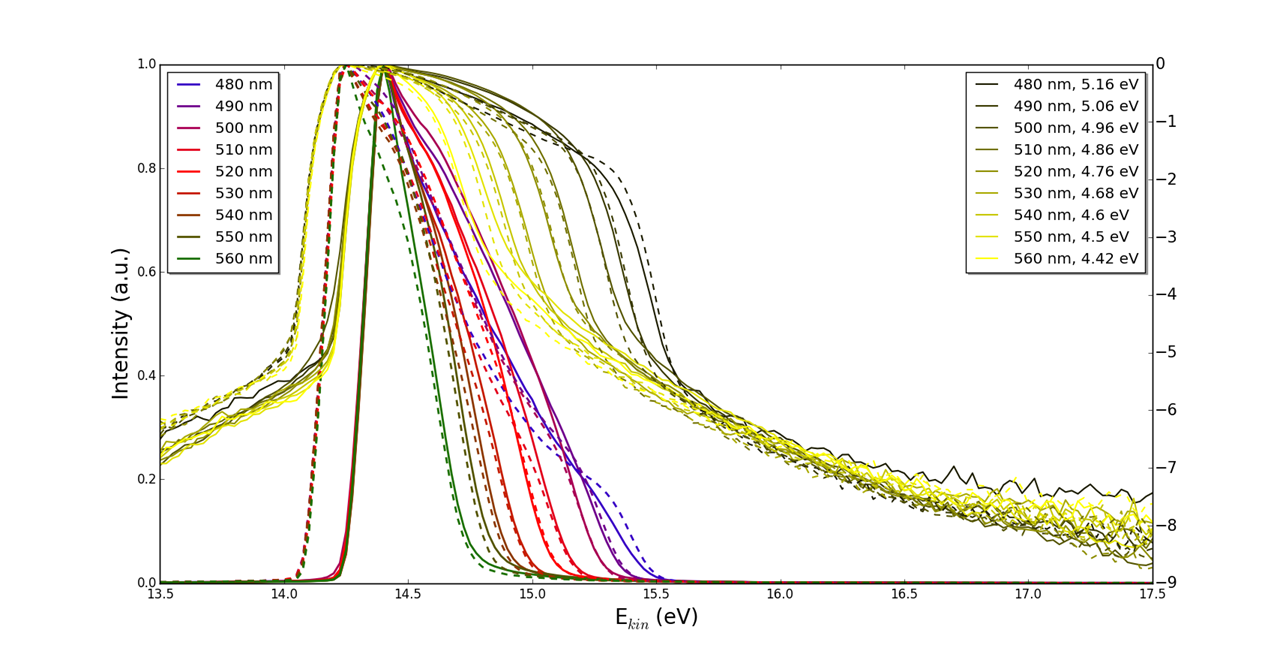 1.0
0.8
0.6
0.4
0.2
0.0
Intensity (a.u.)
480 nm
490 nm
500 nm
510 nm
520 nm
530 nm
540 nm
550 nm
560 nm
480 nm, 5.16 eV
490 nm, 5.06 eV
500 nm, 4.96 eV
510 nm, 4.86 eV
520 nm, 4.76 eV
530 nm, 4.68 eV
540 nm, 4.6 eV
550 nm, 4.5 eV
560 nm, 4.42 eV
0
−1
−2
−3
−4
−5
−6
−7
−8
−9
13.5 14.0 14.5 15.0 15.5 16.0 16.5 17.0 17.5
E_kin (eV)